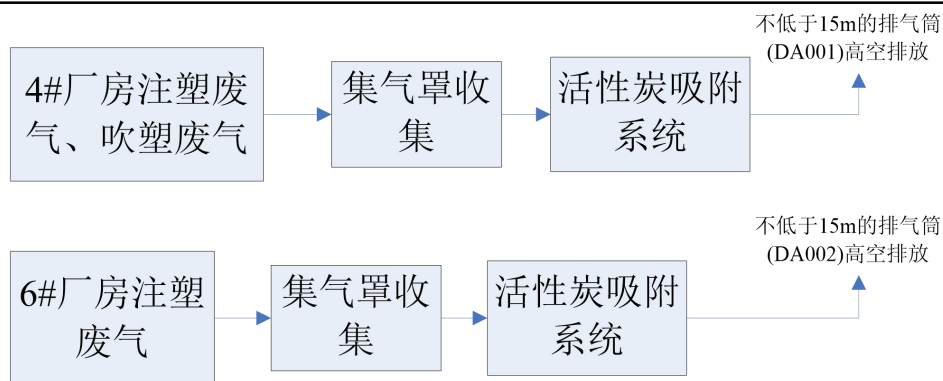 不低于15m的排气筒
(DA001)高空排放
4#厂房注塑废
气、吹塑废气
集气罩收
集
活性炭吸附
系统
不低于15m的排气筒
(DA002)高空排放
6#厂房注塑
废气
集气罩收
集
活性炭吸附
系统